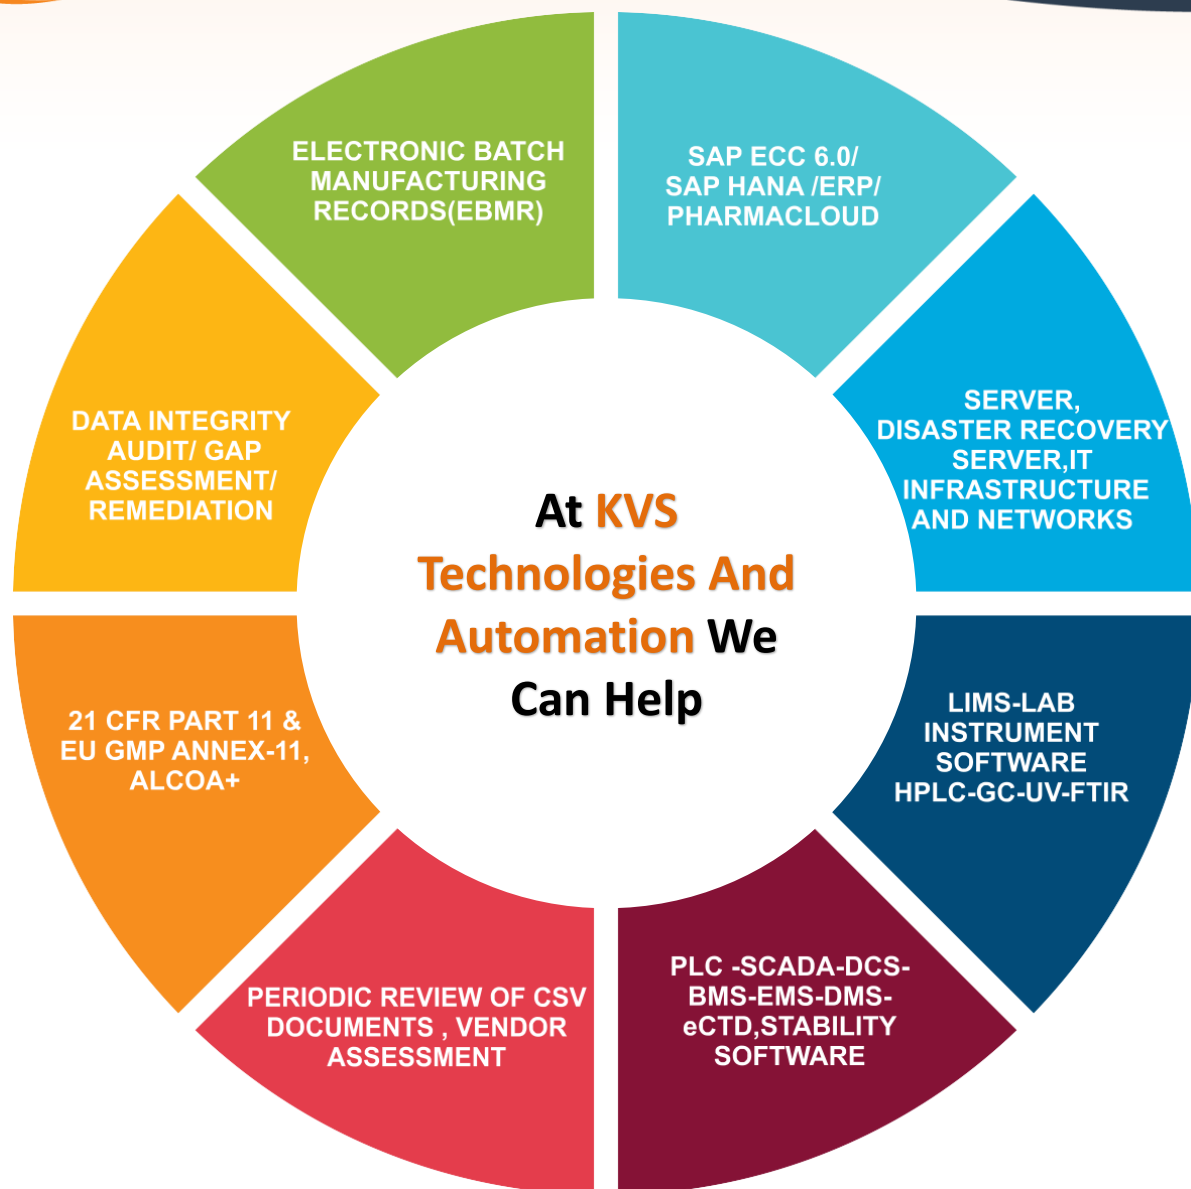 ELECTRONIC BATCH
MANUFACTURING
RECORDS(EBMR)
SAP ECC 6.0/
SAP HANA /ERP/
PHARMACLOUD
SERVER,
DISASTER RECOVERY
SERVER,IT
INFRASTRUCTURE
AND NETWORKS
LIMS-LAB
INSTRUMENT
SOFTWARE
HPLC-GC-UV-FTIR
PLC -SCADA-DCS-
BMS-EMS-DMS-
eCTD,STABILITY
SOFTWARE
PERIODIC REVIEW OF CSV
DOCUMENTS , VENDOR
ASSESSMENT
21 CFR PART 11 &
EU GMP ANNEX-11,
ALCOA+
DATA INTEGRITY
AUDIT/ GAP
ASSESSMENT/
REMEDIATION
At KVS
Technologies And
Automation We
Can Help